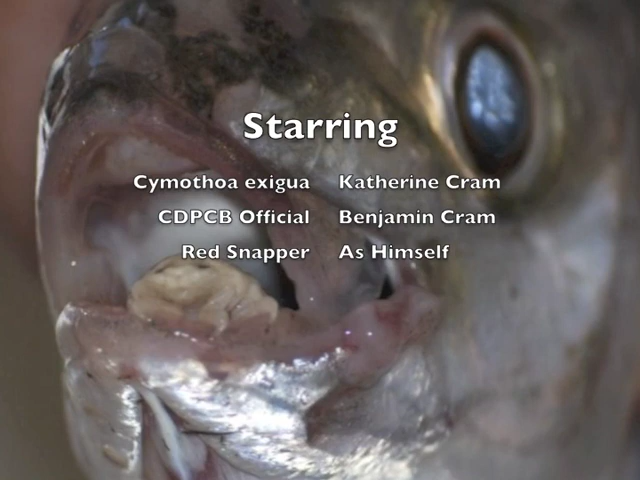 Starring
Cymothoa exigua Katherine Cram
CDPCB Official Benjamin Cram
Red Snapper As Himself